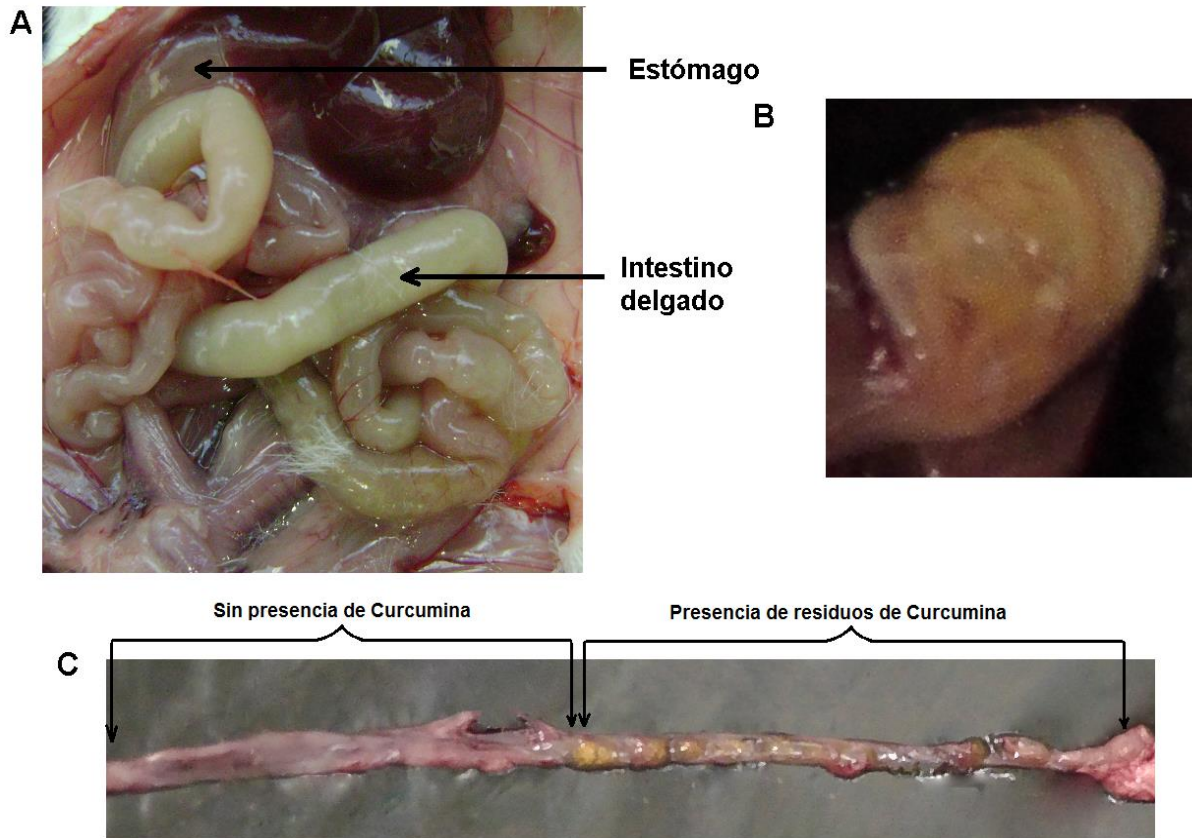 A
Estómago
B
Intestino
delgado
Sin presencia de Curcumina
Presencia de residuos de Curcumina
C